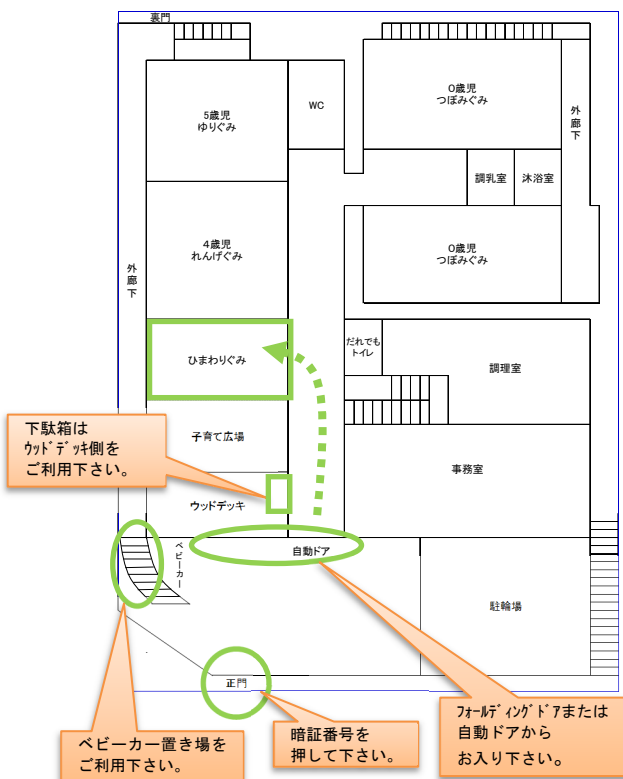 裏門
5歳児
ゆりぐみ
WC
0歳児
つぼみぐみ
外廊下
調乳室
沐浴室
4歳児
れんげぐみ
0歳児
つぼみぐみ
外廊下
ひまわりぐみ
だれでも
トイレ
調理室
下駄箱は
ｳｯﾄﾞﾃﾞｯｷ側を
ご利用下さい。
子育て広場
事務室
ウッドデッキ
ベビーカー
自動ドア
駐輪場
正門
ベビーカー置き場を
ご利用下さい。
暗証番号を
押して下さい。
ﾌｫｰﾙﾃﾞｨﾝｸﾞﾄﾞｱまたは
自動ドアから
お入り下さい。